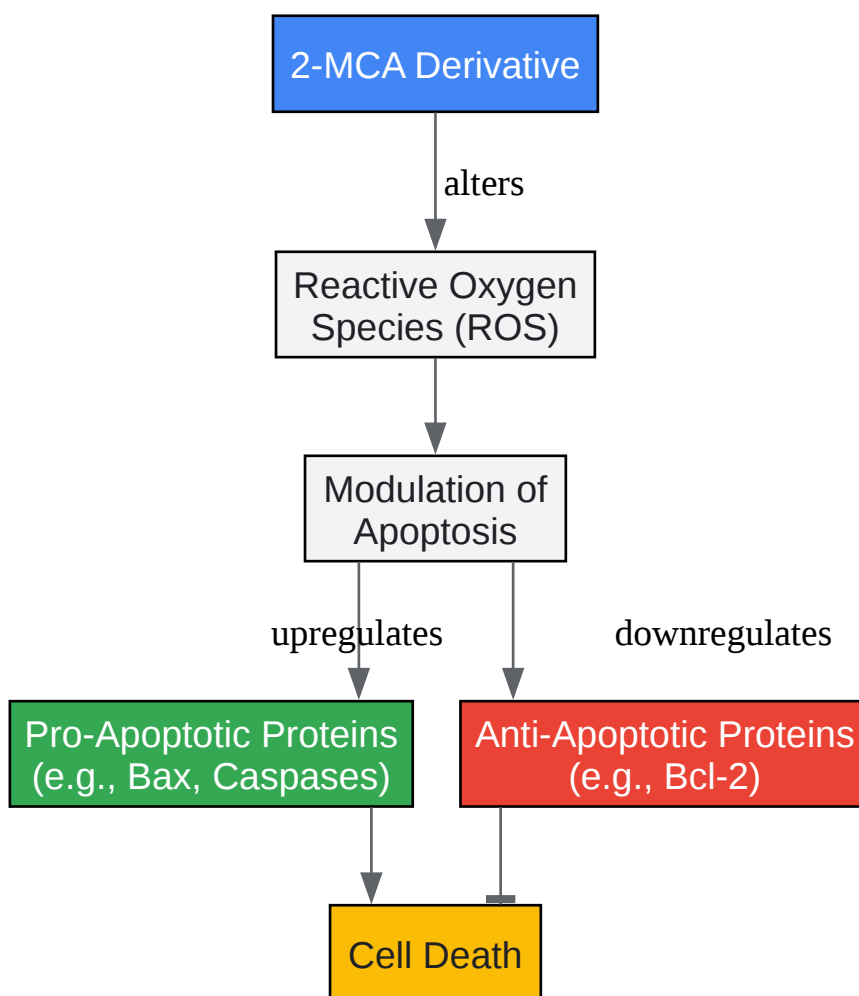 2-MCA Derivative
alters
Reactive Oxygen
Species (ROS)
Modulation of
Apoptosis
upregulates
downregulates
Pro-Apoptotic Proteins
(e.g., Bax, Caspases)
Anti-Apoptotic Proteins
(e.g., Bcl-2)
Cell Death